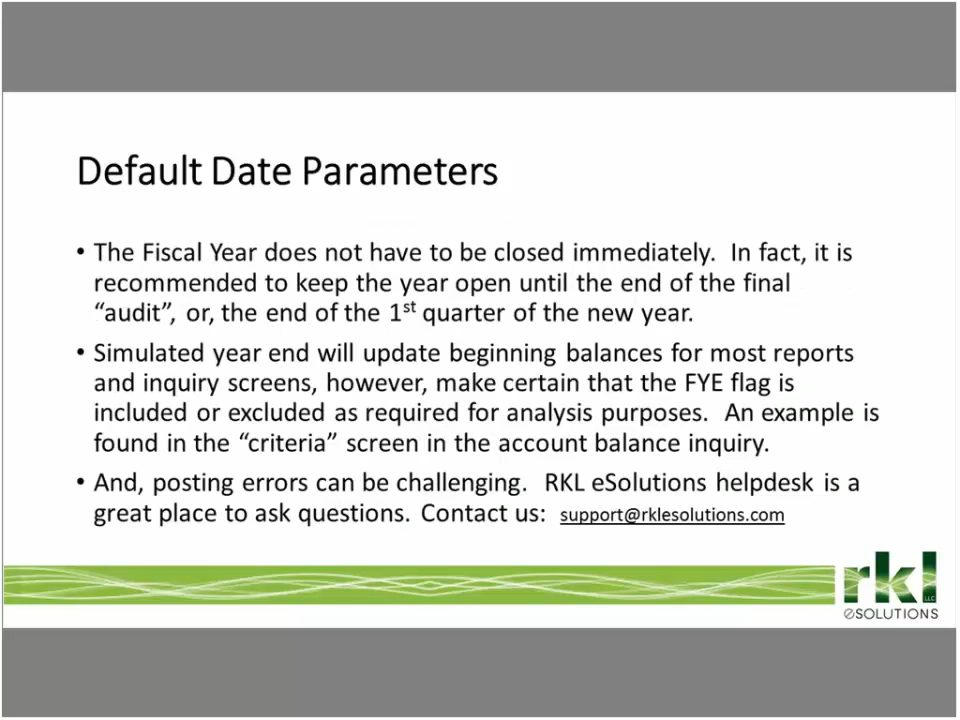 Default Date Parameters
• The Fiscal Year does not have to be closed immediately. In fact, it is
recommended to keep the year open until the end of the final
“audit”, or, the end of the 1st quarter of the new year.
• Simulated year end will update beginning balances for most reports
and inquiry screens, however, make certain that the FYE flag is
included or excluded as required for analysis purposes. An example is
found in the “criteria” screen in the account balance inquiry.
• And, posting errors can be challenging. RKL eSolutions helpdesk is a
great place to ask questions. Contact us: support@rklesolutions.com
rkl
LLC
eSOLUTIONS